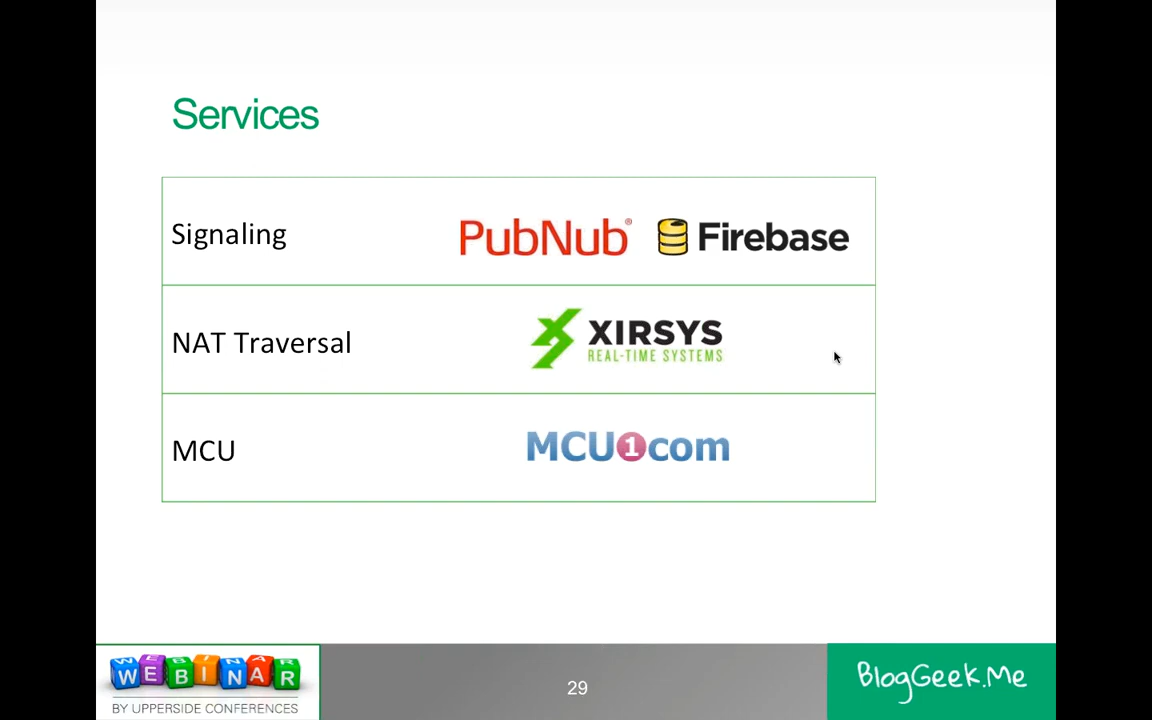 Services
Signaling
PubNub® Firebase
NAT Traversal
XIRSYS
REAL-TIME SYSTEMS
MCU
MCU1com
WEBINAR
BY UPPERSIDE CONFERENCES
29
BlogGeek.Me